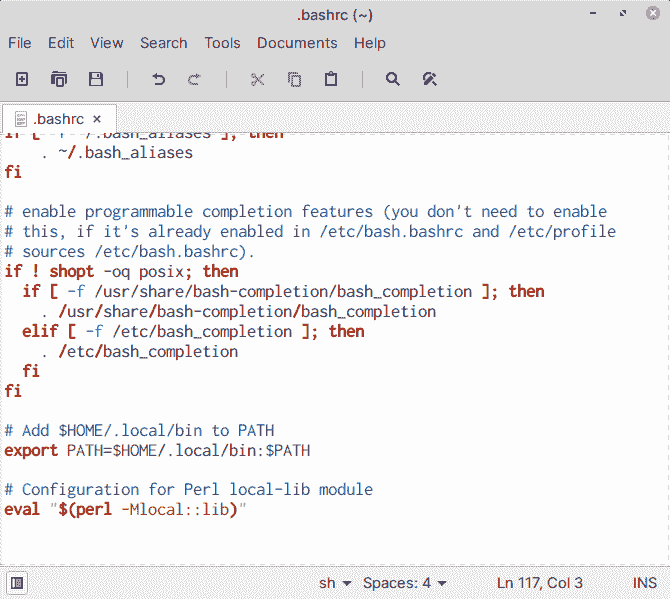 .bashrc (~)
File Edit View Search Tools Documents Help
.bashrc ×
if [ -f ~/.bash_aliases ]; then
    . ~/.bash_aliases
fi

# enable programmable completion features (you don't need to enable
# this, if it's already enabled in /etc/bash.bashrc and /etc/profile
# sources /etc/bash.bashrc).
if ! shopt -oq posix; then
  if [ -f /usr/share/bash-completion/bash_completion ]; then
    . /usr/share/bash-completion/bash_completion
  elif [ -f /etc/bash_completion ]; then
    . /etc/bash_completion
  fi
fi

# Add $HOME/.local/bin to PATH
export PATH=$HOME/.local/bin:$PATH

# Configuration for Perl local-lib module
eval "$(perl -Mlocal::lib)"
sh Spaces: 4 Ln 117, Col 3 INS